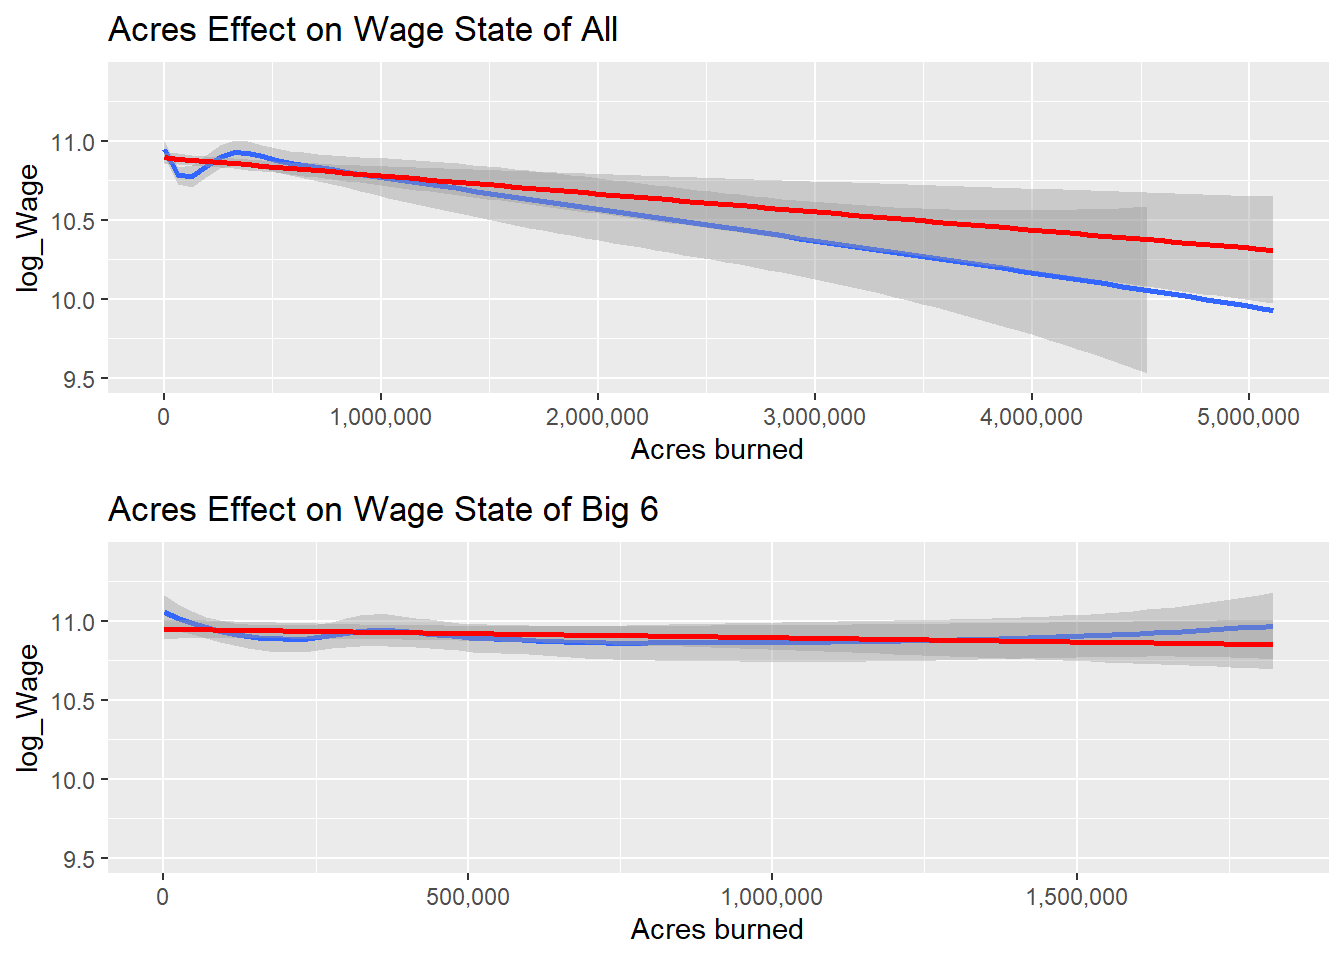 Acres Effect on Wage State of All
log_Wage
11.0
10.5
10.0
9.5
0 1,000,000 2,000,000 3,000,000 4,000,000 5,000,000
Acres burned
Acres Effect on Wage State of Big 6
log_Wage
11.0
10.5
10.0
9.5
0 500,000 1,000,000 1,500,000
Acres burned